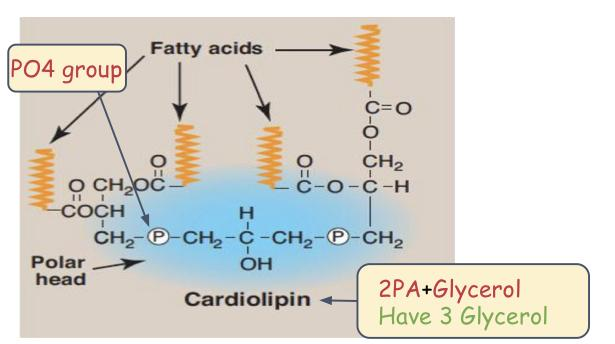 Fatty acids
PO4 group
C=O
O
O
O
CH2
O CH2OC
O
C-O-C-H
COCH
H
CH2-P-CH2-C-CH2-P-CH2
OH
Polar
head
Cardiolipin
2PA+Glycerol
Have 3 Glycerol